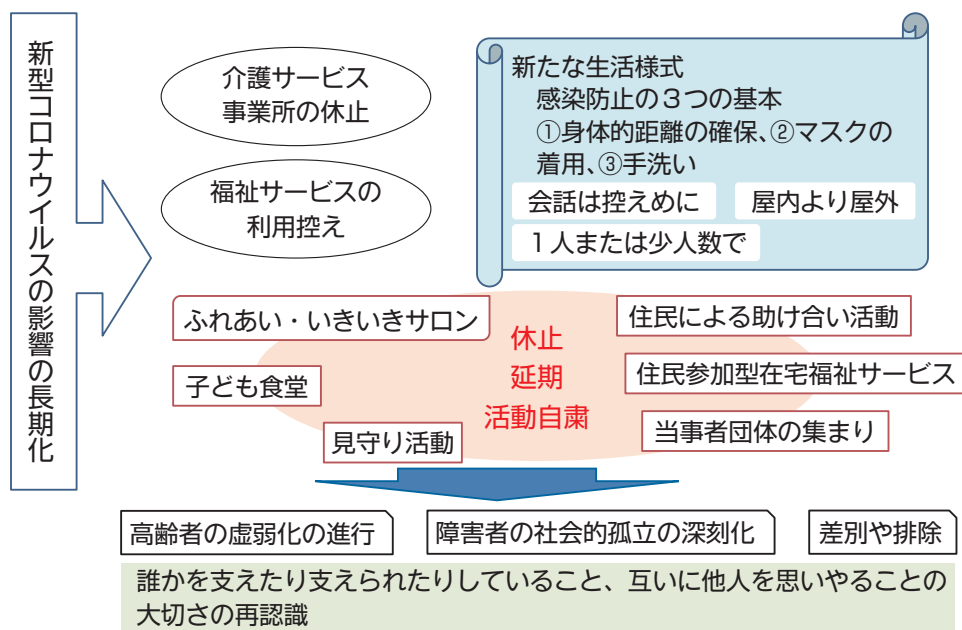 新型コロナウイルスの影響の長期化
介護サービス
事業所の休止
福祉サービスの
利用控え
新たな生活様式
感染防止の３つの基本
①身体的距離の確保、②マスクの
着用、③手洗い
会話は控えめに
屋内より屋外
１人または少人数で
ふれあい・いきいきサロン
子ども食堂
見守り活動
休止
延期
活動自粛
住民による助け合い活動
住民参加型在宅福祉サービス
当事者団体の集まり
高齢者の虚弱化の進行
障害者の社会的孤立の深刻化
差別や排除
誰かを支えたり支えられたりしていること、互いに他人を思いやることの
大切さの再認識